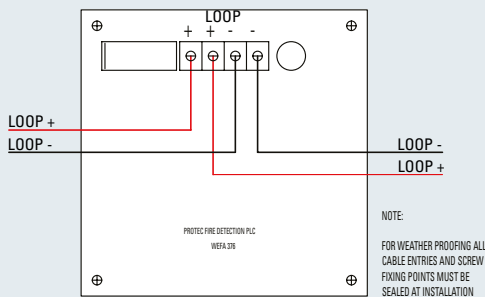 LOOP
+ + - -
LOOP +
LOOP -
LOOP -
LOOP +
PROTEC FIRE DETECTION PLC
WEFA 376
NOTE:
FOR WEATHER PROOFING ALL
CABLE ENTRIES AND SCREW
FIXING POINTS MUST BE
SEALED AT INSTALLATION